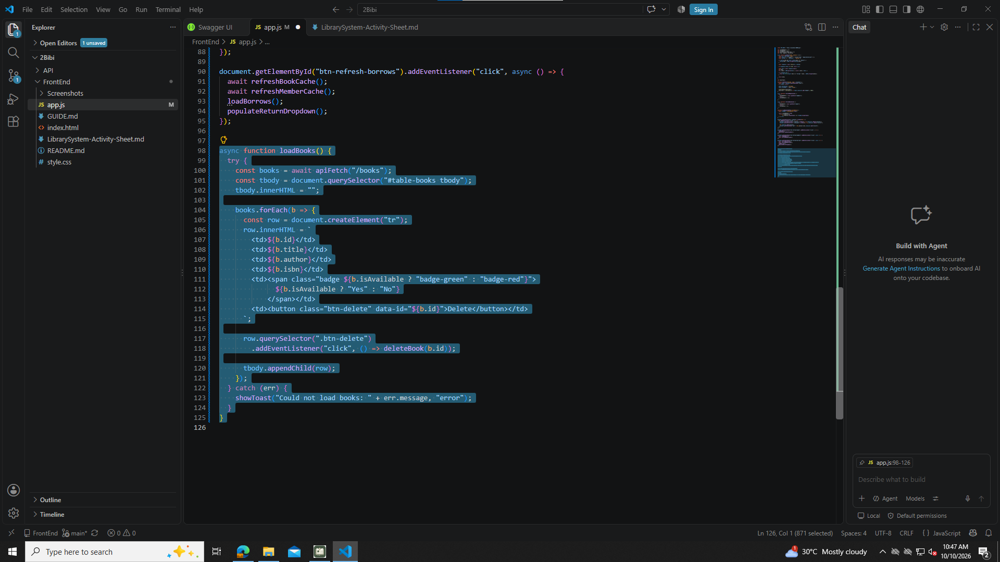 File Edit Selection View Go Run Terminal Help
2Bibi
Sign In
Explorer
Open Editors 1 unsaved
2Bibi
API
FrontEnd
Screenshots
JS app.js M
GUIDE.md
index.html
LibrarySystem-Activity-Sheet.md
README.md
style.css
Outline
Timeline
Swagger UI
JS app.js M
LibrarySystem-Activity-Sheet.md
FrontEnd > JS app.js > ...
88 });
89
90 document.getElementById("btn-refresh-borrows").addEventListener("click", async () => {
91 await refreshBookCache();
92 await refreshMemberCache();
93 loadBorrows();
94 populateReturnDropdown();
95 });
96
97
98 async function loadBooks() {
99 try {
100 const books = await apiFetch("/books");
101 const tbody = document.querySelector("#table-books tbody");
102 tbody.innerHTML = "";
103
104 books.forEach(b => {
105 const row = document.createElement("tr");
106 row.innerHTML = `
107 <td>${b.id}</td>
108 <td>${b.title}</td>
109 <td>${b.author}</td>
110 <td>${b.isbn}</td>
111 <td><span class="badge ${b.isAvailable ? "badge-green" : "badge-red"}">
112 ${b.isAvailable ? "Yes" : "No"}
113 </span></td>
114 <td><button class="btn-delete" data-id="${b.id}">Delete</button></td>
115 `;
116
117 row.querySelector(".btn-delete")
118 .addEventListener("click", () => deleteBook(b.id));
119
120 tbody.appendChild(row);
121 });
122 } catch (err) {
123 showToast("Could not load books: " + err.message, "error");
124 }
125 }
126
Chat
Build with Agent
AI responses may be inaccurate
Generate Agent Instructions to onboard AI
onto your codebase.
JS app.js:98-126
Describe what to build
Agent Models
Local Default permissions
FrontEnd main* 0 0
Ln 126, Col 1 (871 selected) Spaces: 4 UTF-8 CRLF { } JavaScript
Type here to search
1 30°C Mostly cloudy
10:47 AM
10/10/2026
2